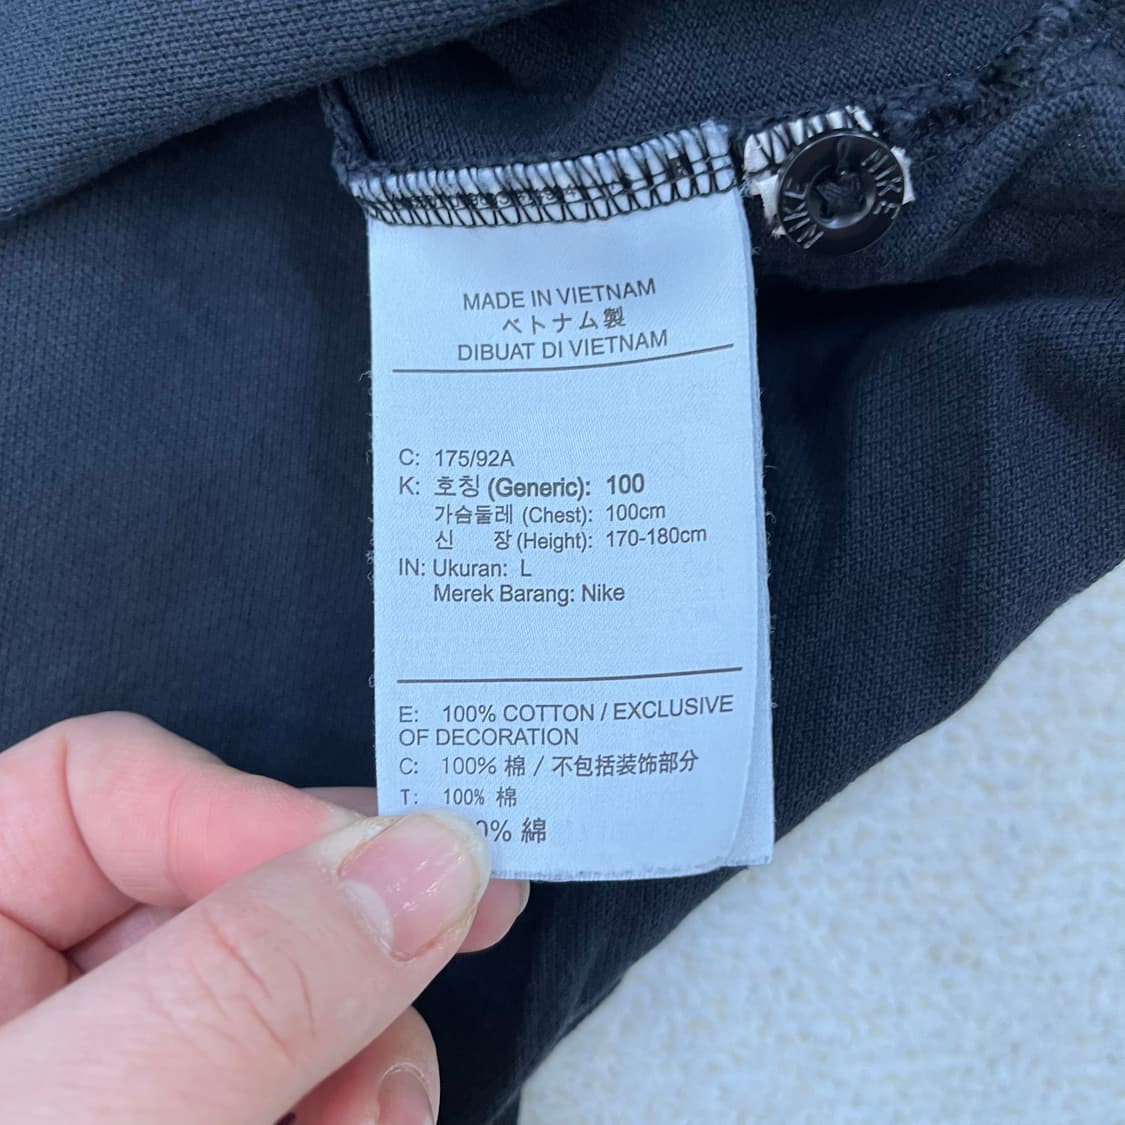 NIKE
NIKE
MADE IN VIETNAM
ベトナム製
DIBUAT DI VIETNAM
C: 175/92A
K: 호칭 (Generic): 100
가슴둘레 (Chest): 100cm
신 장 (Height): 170-180cm
IN: Ukuran: L
Merek Barang: Nike
E: 100% COTTON / EXCLUSIVE
OF DECORATION
C: 100% 棉 / 不包括装饰部分
T: 100% 棉
0% 綿